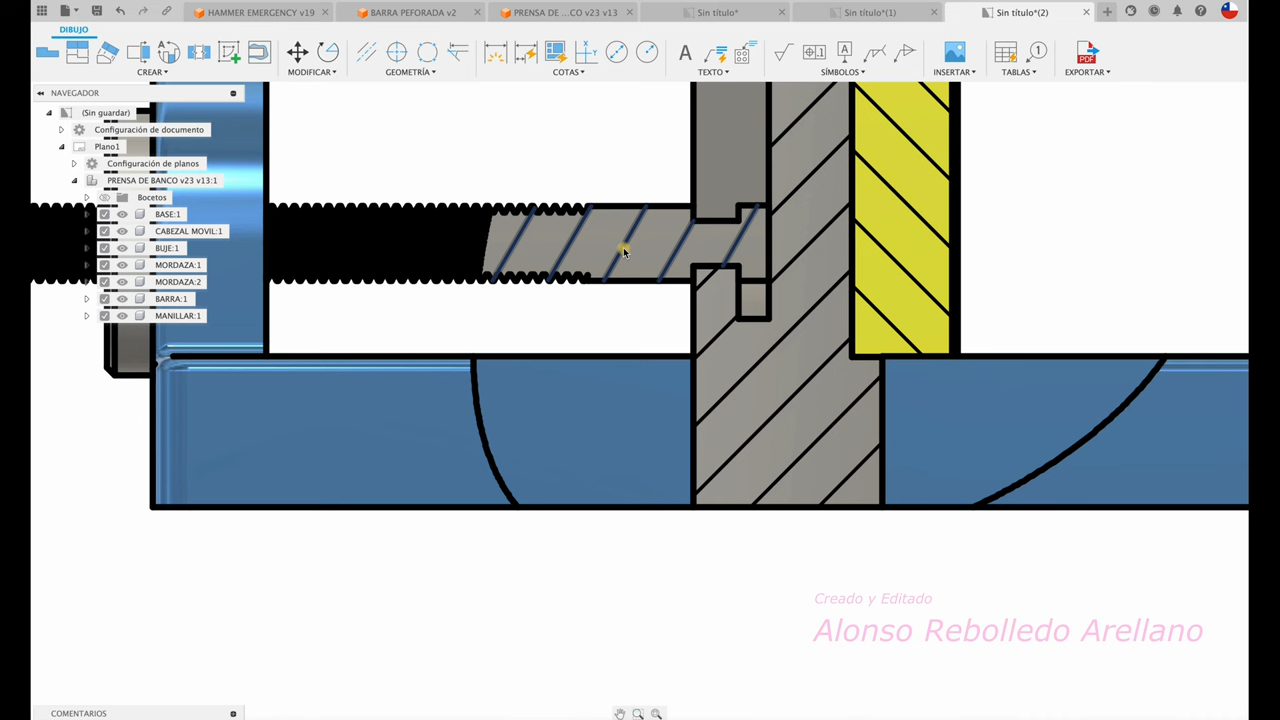 HAMMER EMERGENCY v19
BARRA PEFORADA v2
PRENSA DE ...CO v23 v13
Sin título*
Sin título*(1)
Sin título*(2)
DIBUJO
CREAR
MODIFICAR
GEOMETRÍA
COTAS
TEXTO
SÍMBOLOS
INSERTAR
TABLAS
EXPORTAR
NAVEGADOR
(Sin guardar)
Configuración de documento
Plano1
Configuración de planos
PRENSA DE BANCO v23 v13:1
Bocetos
BASE:1
CABEZAL MOVIL:1
BUJE:1
MORDAZA:1
MORDAZA:2
BARRA:1
MANILLAR:1
Creado y Editado
Alonso Rebolledo Arellano
COMENTARIOS